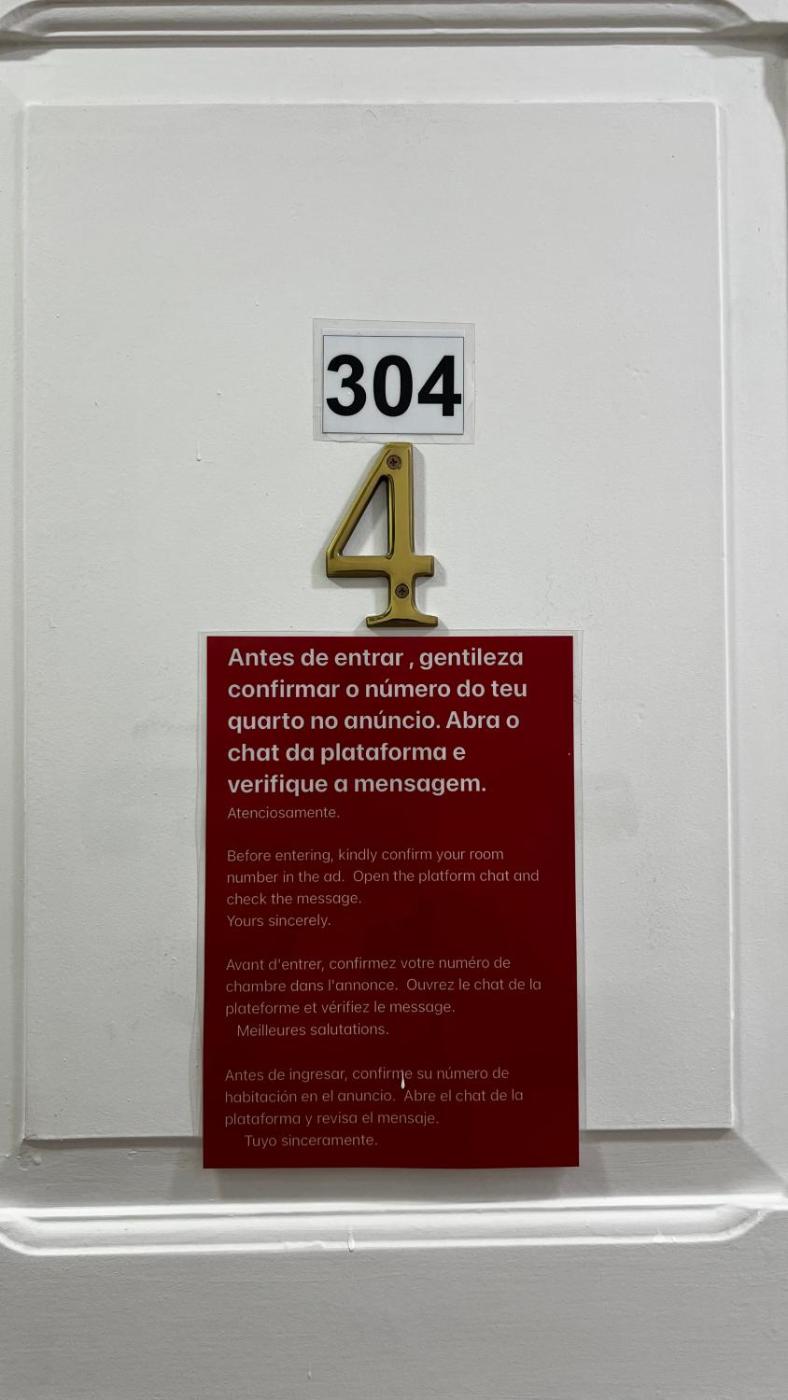 304
4
Antes de entrar , gentileza
confirmar o número do teu
quarto no anúncio. Abra o
chat da plataforma e
verifique a mensagem.
Atenciosamente.
Before entering, kindly confirm your room
number in the ad. Open the platform chat and
check the message.
Yours sincerely.
Avant d'entrer, confirmez votre numéro de
chambre dans l'annonce. Ouvrez le chat de la
plateforme et vérifiez le message.
Meilleures salutations.
Antes de ingresar, confirme su número de
habitación en el anuncio. Abre el chat de la
plataforma y revisa el mensaje.
Tuyo sinceramente.